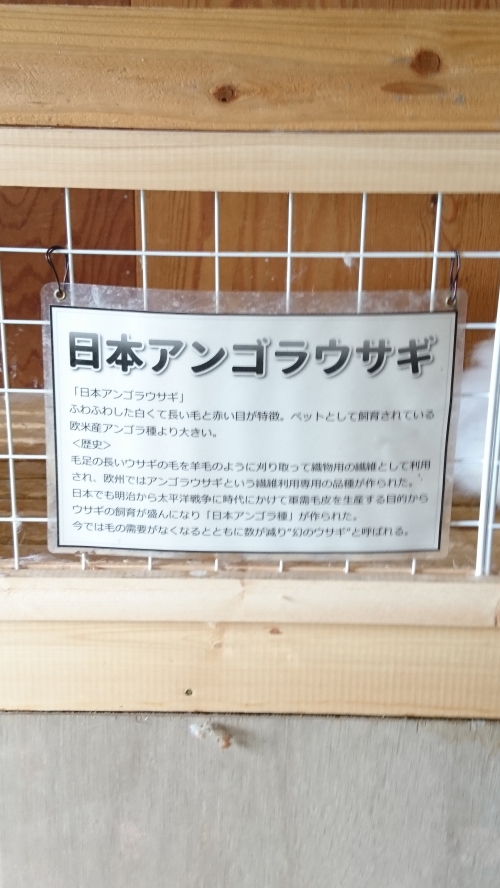 日本アンゴラウサギ
「日本アンゴラウサギ」
ふわふわした白くて長い毛と赤い目が特徴。ペットとして飼育されている
欧米産アンゴラ種より大きい。
<歴史>
毛足の長いウサギの毛を羊毛のように刈り取って織物用の繊維として利用
され、欧州ではアンゴラウサギという繊維利用専用の品種が作られた。
日本でも明治から太平洋戦争に時代にかけて軍需毛皮を生産する目的から
ウサギの飼育が盛んになり「日本アンゴラ種」が作られた。
今では毛の需要がなくなるとともに数が減り"幻のウサギ"と呼ばれる。